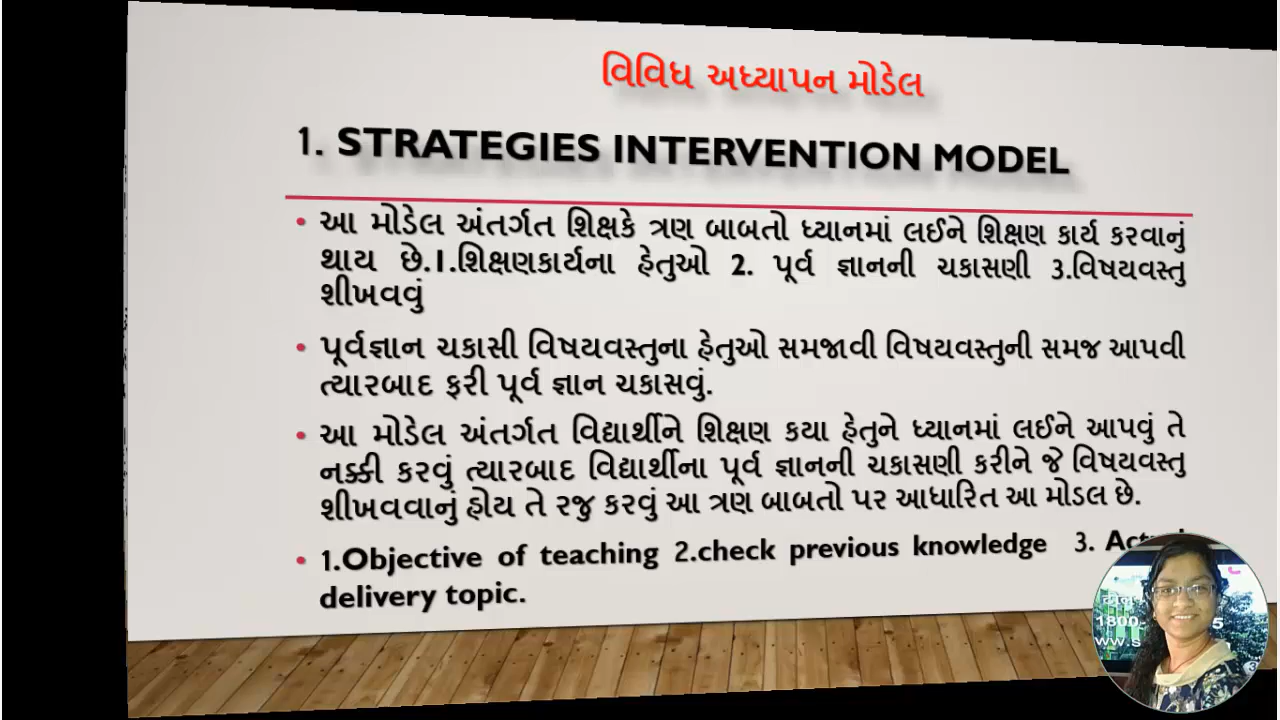 વિવિધ અધ્યાપન મોડેલ
1. STRATEGIES INTERVENTION MODEL
• આ મોડેલ અંતર્ગત શિક્ષકે ત્રણ બાબતો ધ્યાનમાં લઈને શિક્ષણ કાર્ય કરવાનું
થાય છે.1.શિક્ષણકાર્યના હેતુઓ 2. પૂર્વ જ્ઞાનની ચકાસણી 3.વિષયવસ્તુ
શીખવવું
• પૂર્વજ્ઞાન ચકાસી વિષયવસ્તુના હેતુઓ સમજાવી વિષયવસ્તુની સમજ આપવી
ત્યારબાદ ફરી પૂર્વ જ્ઞાન ચકાસવું.
• આ મોડેલ અંતર્ગત વિદ્યાર્થીને શિક્ષણ કયા હેતુને ધ્યાનમાં લઈને આપવું તે
નક્કી કરવું ત્યારબાદ વિદ્યાર્થીના પૂર્વ જ્ઞાનની ચકાસણી કરીને જે વિષયવસ્તુ
શીખવવાનું હોય તે રજુ કરવું આ ત્રણ બાબતો પર આધારિત આ મોડલ છે.
• 1.Objective of teaching 2.check previous knowledge 3.
delivery topic.
1800- 5